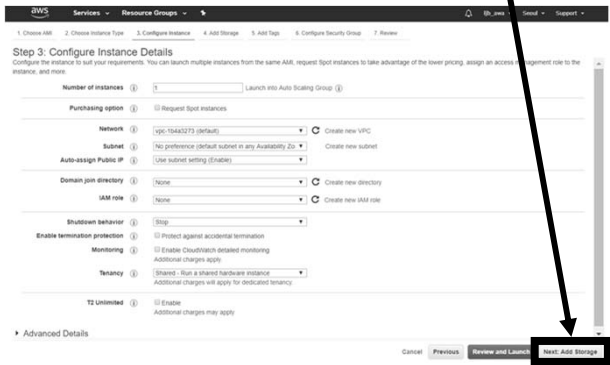 aws Services Resource Groups Bh_aws Seoul Support
1. Choose AMI 2. Choose Instance Type 3. Configure Instance 4. Add Storage 5. Add Tags 6. Configure Security Group 7. Review
Step 3: Configure Instance Details
Configure the instance to suit your requirements. You can launch multiple instances from the same AMI, request Spot instances to take advantage of the lower pricing, assign an access management role to the
instance, and more.
Number of instances 1 Launch into Auto Scaling Group
Purchasing option Request Spot instances
Network vpc-1b4a3273 (default) Create new VPC
Subnet No preference (default subnet in any Availability Zo Create new subnet
Auto-assign Public IP Use subnet setting (Enable)
Domain join directory None Create new directory
IAM role None Create new IAM role
Shutdown behavior Stop
Enable termination protection Protect against accidental termination
Monitoring Enable CloudWatch detailed monitoring
Additional charges apply.
Tenancy Shared - Run a shared hardware instance
Additional charges will apply for dedicated tenancy.
T2 Unlimited Enable
Additional charges may apply
Advanced Details
Cancel Previous Review and Launch Next: Add Storage